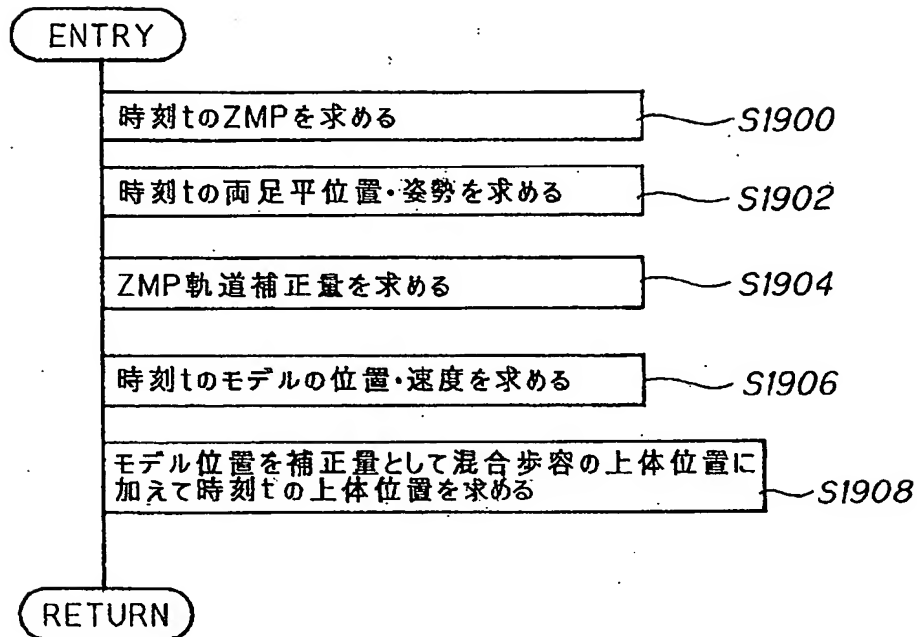 ENTRY
時刻tのZMPを求める
S1900
時刻tの両足平位置・姿勢を求める
S1902
ZMP軌道補正量を求める
S1904
時刻tのモデルの位置・速度を求める
S1906
モデル位置を補正量として混合歩容の上体位置に
加えて時刻tの上体位置を求める
S1908
RETURN